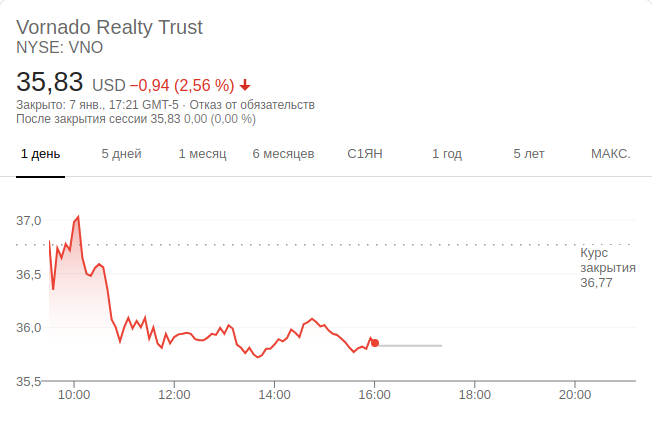 Vornado Realty Trust
NYSE: VNO
35,83 USD −0,94 (2,56 %)
Закрыто: 7 янв., 17:21 GMT-5 · Отказ от обязательств
После закрытия сессии 35,83 0,00 (0,00 %)
1 день 5 дней 1 месяц 6 месяцев С1ЯН 1 год 5 лет МАКС.
37,0
Курс
закрытия
36,5
36,77
36,0
35,5
10:00 12:00 14:00 16:00 18:00 20:00